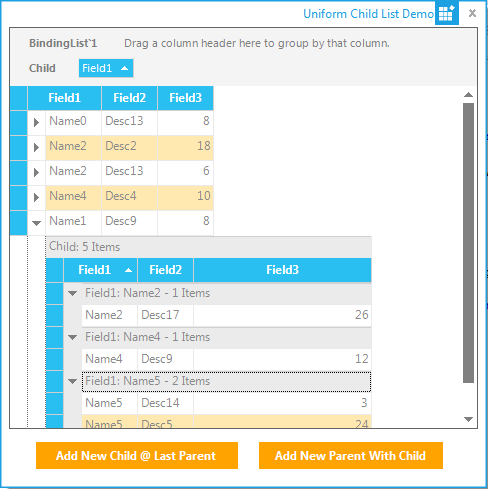 Uniform Child List Demo
BindingList`1 Drag a column header here to group by that column.
Child Field1
Field1 Field2 Field3
Name0 Desc13 8
Name2 Desc2 18
Name2 Desc13 6
Name4 Desc4 10
Name1 Desc9 8
Child: 5 Items
Field1 Field2 Field3
Field1: Name2 - 1 Items
Name2 Desc17 26
Field1: Name4 - 1 Items
Name4 Desc9 12
Field1: Name5 - 2 Items
Name5 Desc14 3
Name5 Desc5 24
Add New Child @ Last Parent Add New Parent With Child